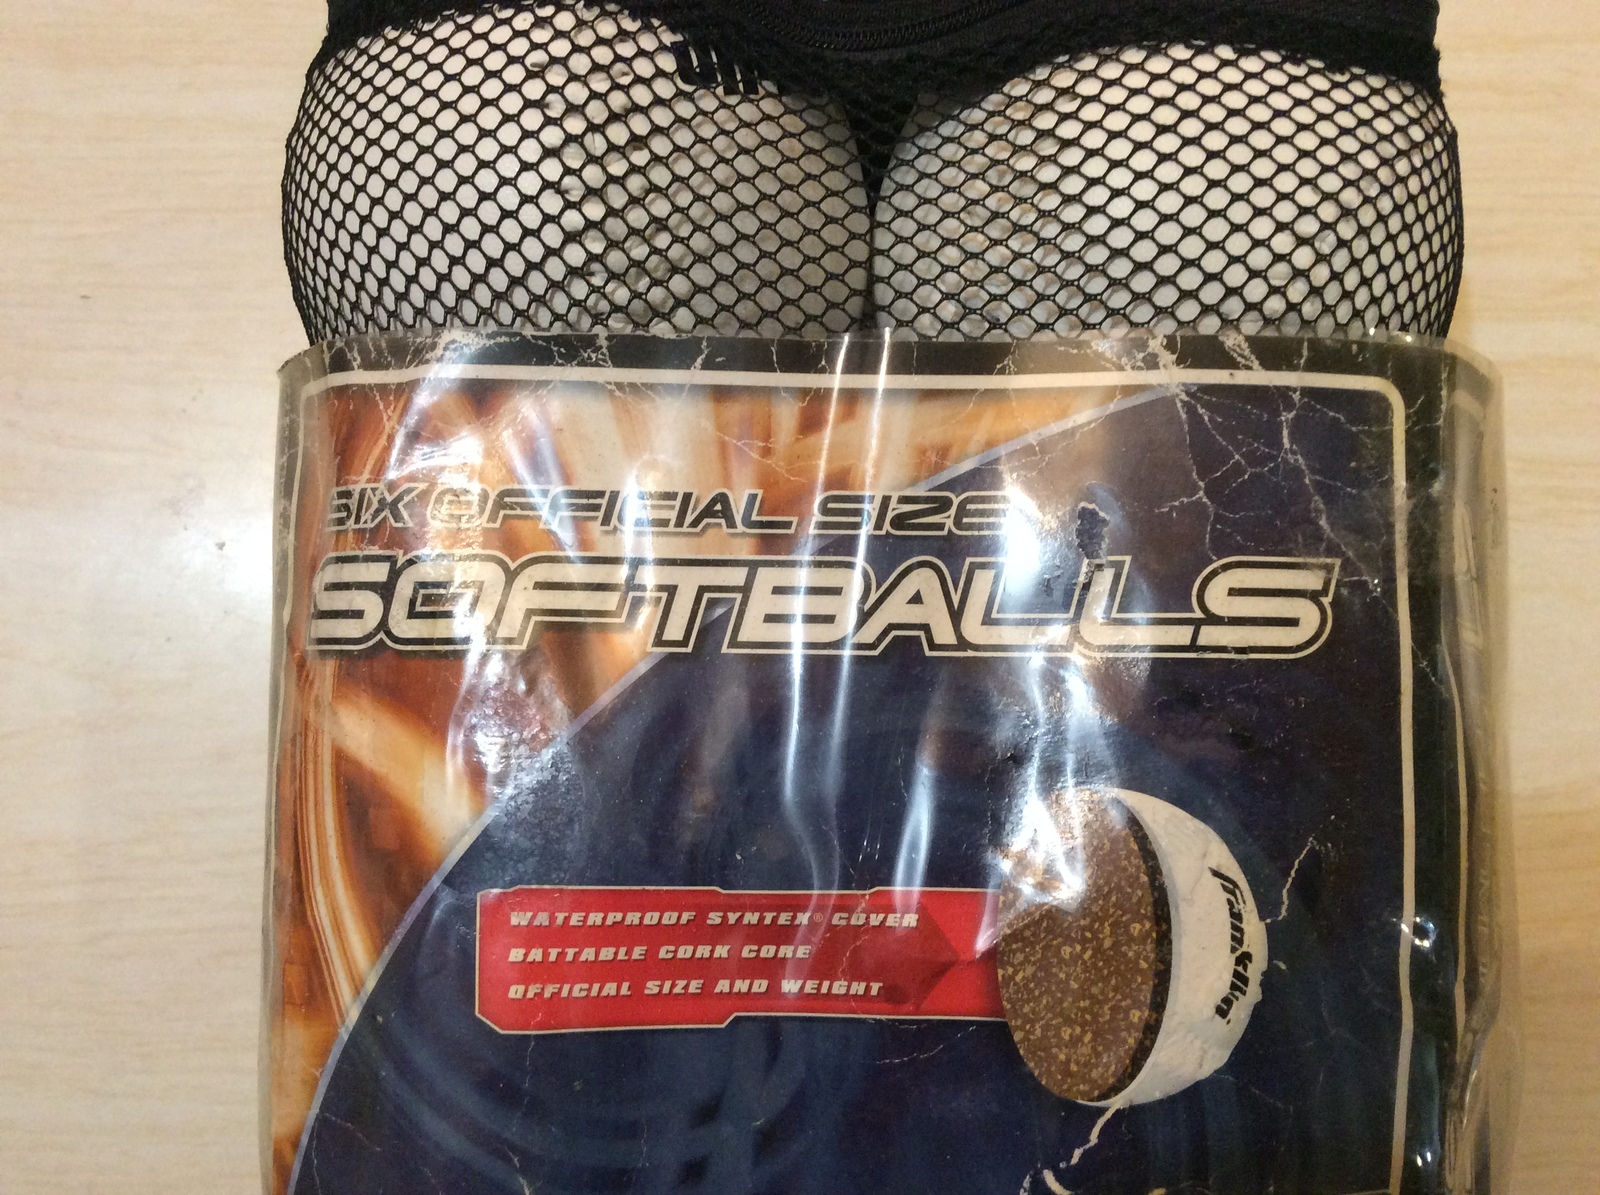 SIX OFFICIAL SIZE
SOFTBALLS
WATERPROOF SYNTEX® COVER
BATTABLE CORK CORE
OFFICIAL SIZE AND WEIGHT
franklin